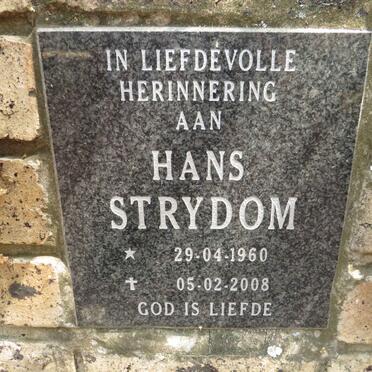 IN LIEFDEVOLLE
HERINNERING
AAN
HANS
STRYDOM
★ 29-04-1960
✝ 05-02-2008
GOD IS LIEFDE